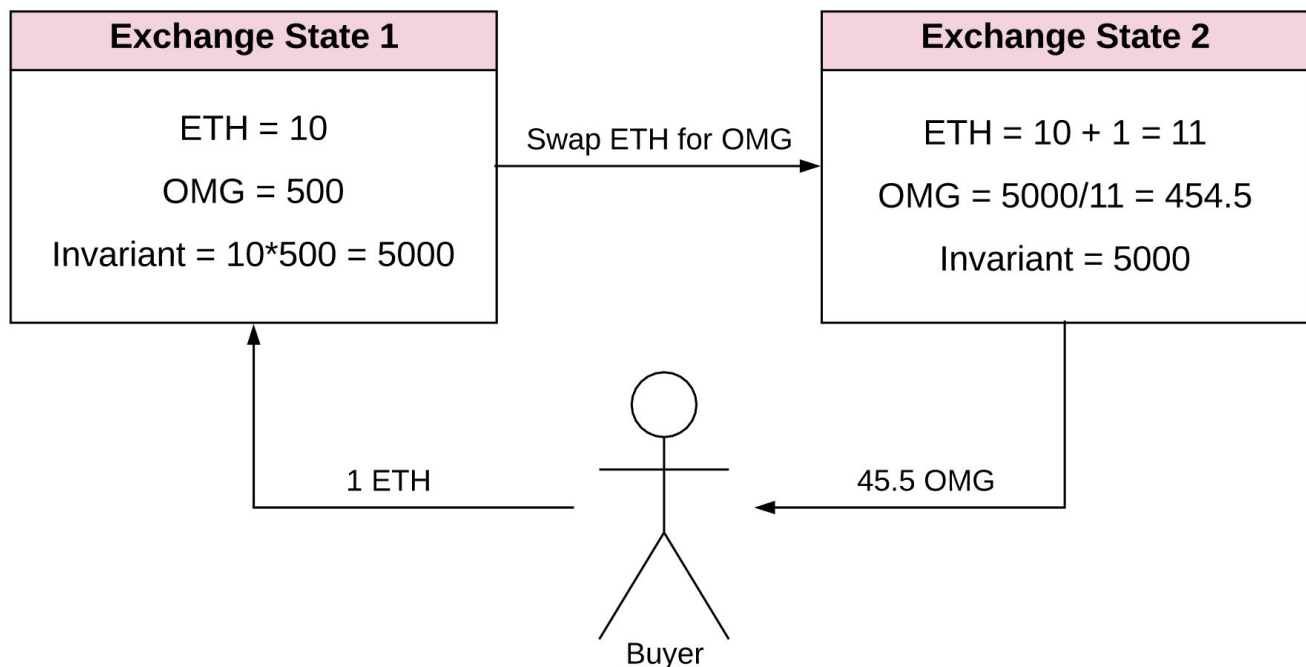 Exchange State 1
ETH = 10
OMG = 500
Invariant = 10*500 = 5000
Swap ETH for OMG
Exchange State 2
ETH = 10 + 1 = 11
OMG = 5000/11 = 454.5
Invariant = 5000
1 ETH
45.5 OMG
Buyer